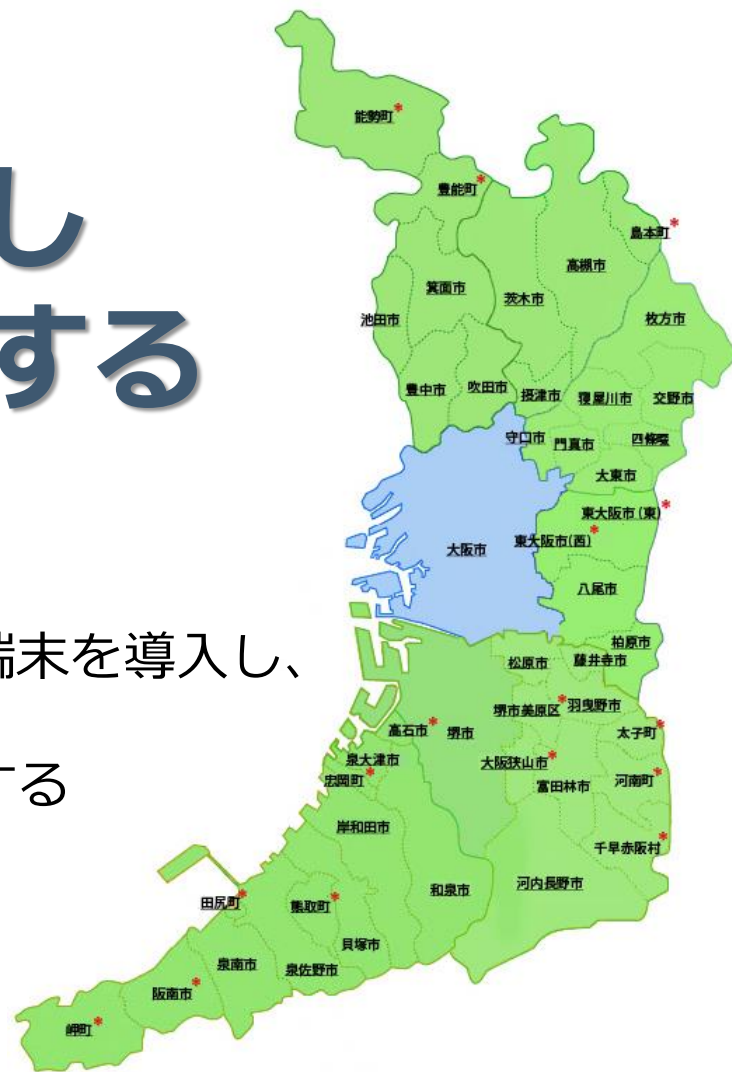 し
する
端末を導入し、
する
能勢町*
豊能町*
島本町*
高槻市
箕面市
茨木市
池田市
枚方市
豊中市
吹田市
摂津市
寝屋川市
交野市
守口市
門真市
四條畷
大東市
東大阪市(東)*
東大阪市(西)*
大阪市
八尾市
柏原市
松原市
藤井寺市
堺市美原区*
羽曳野市
高石市*
堺市
太子町*
泉大津市
大阪狭山市*
忠岡町*
富田林市
河南町*
岸和田市
千早赤阪村*
和泉市
河内長野市
田尻町*
熊取町*
貝塚市
泉南市
泉佐野市
阪南市*
岬町*